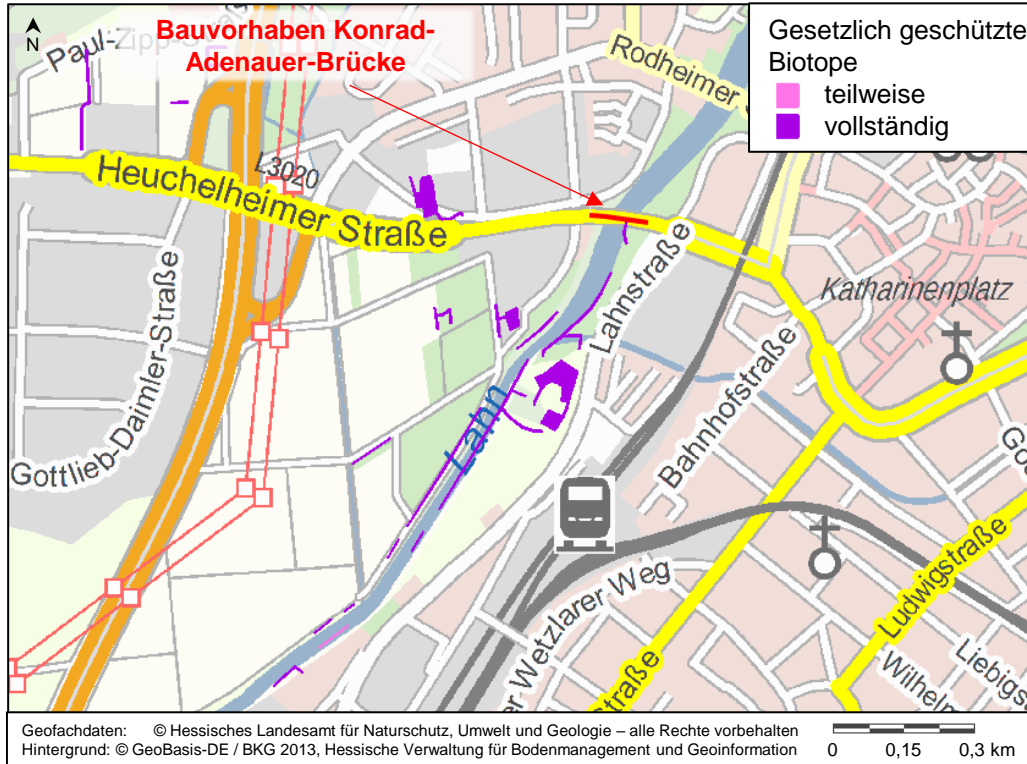 N
Paul-Zipp-Straße
Bauvorhaben Konrad-
Adenauer-Brücke
Rodheimer
Gesetzlich geschützte
Biotope
teilweise
vollständig
L3020
Heuchelheimer Straße
Lahnstraße
Katharinenplatz
Gottlieb-Daimler-Straße
Lahn
Bahnhofstraße
Wetzlarer Weg
Ludwigstraße
straße
Wilhelm
Liebigs
Geofachdaten: © Hessisches Landesamt für Naturschutz, Umwelt und Geologie – alle Rechte vorbehalten
Hintergrund: © GeoBasis-DE / BKG 2013, Hessische Verwaltung für Bodenmanagement und Geoinformation
0 0,15 0,3 km